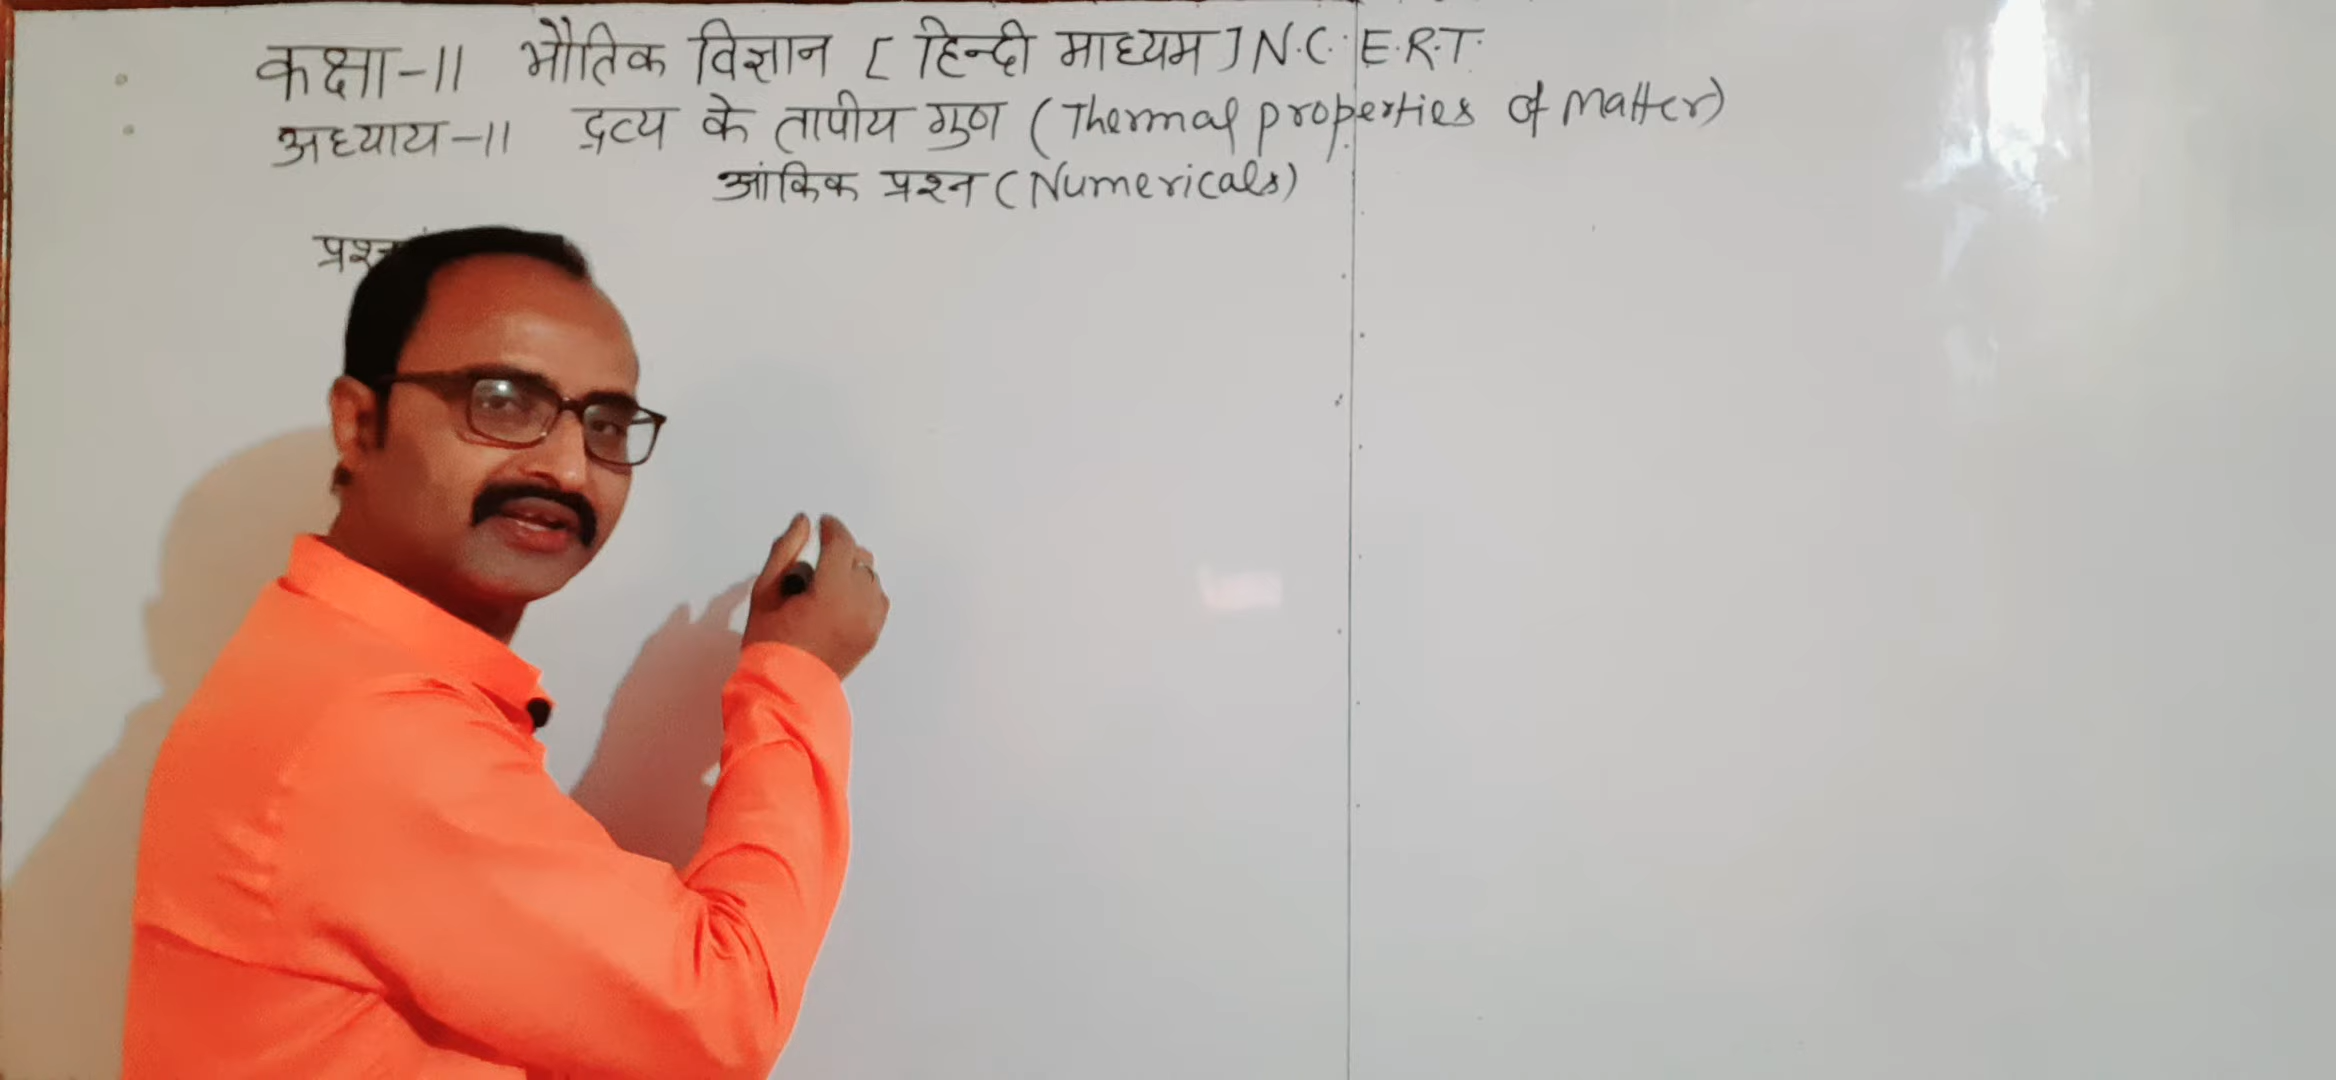 कक्षा-11 भौतिक विज्ञान [ हिन्दी माध्यम ] N.C.E.R.T.
अध्याय-11 द्रव्य के तापीय गुण (Thermal properties of Matter)
आंकिक प्रश्न (Numericals)